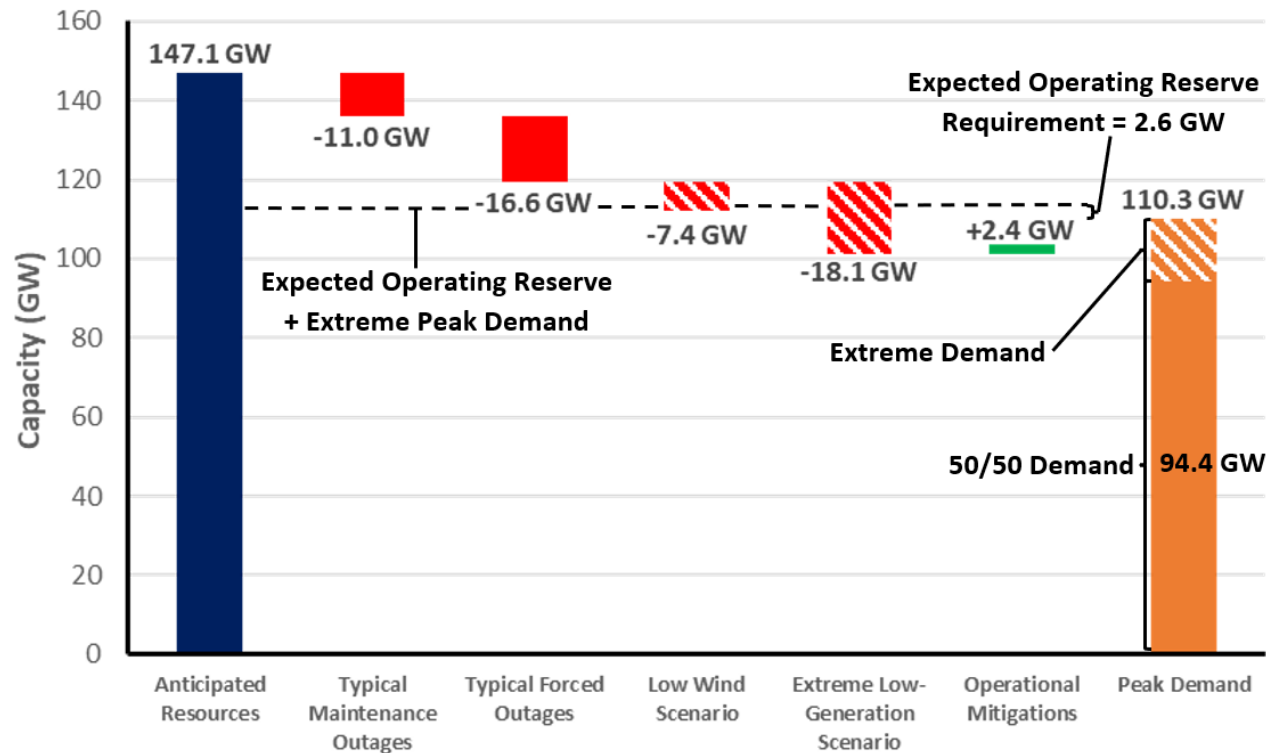 160
147.1 GW
Expected Operating Reserve
140
Requirement = 2.6 GW
-11.0 GW
120
-16.6 GW
110.3 GW
-7.4 GW
+2.4 GW
100
-18.1 GW
Expected Operating Reserve
+ Extreme Peak Demand
80
Extreme Demand
Capacity (GW)
60
50/50 Demand
94.4 GW
40
20
0
Anticipated
Resources
Typical
Maintenance
Outages
Typical Forced
Outages
Low Wind
Scenario
Extreme Low-
Generation
Scenario
Operational
Mitigations
Peak Demand